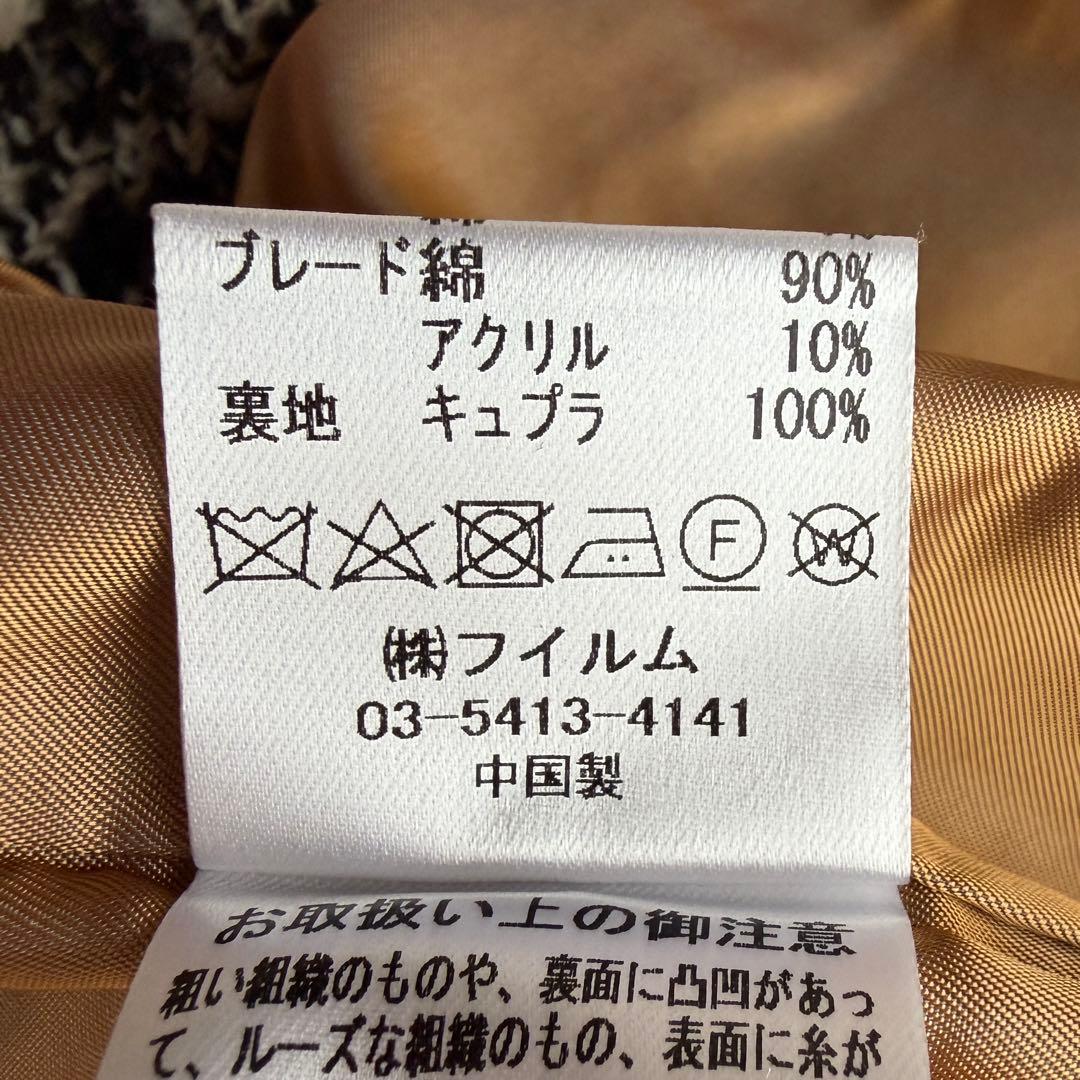 ブレード綿 90%
アクリル 10%
裏地 キュプラ 100%
F W
㈱フイルム
03-5413-4141
中国製
お取扱い上の御注意
粗い組織のものや、裏面に凸凹があっ
て、ルーズな組織のもの、表面に糸が